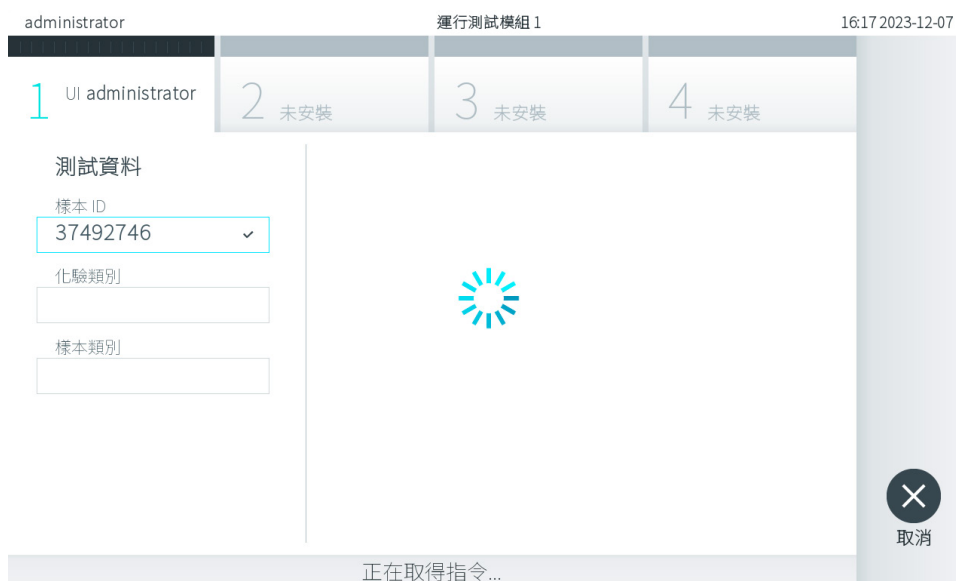 administrator
運行測試模組 1
16:17 2023-12-07
1 UI administrator
2 未安裝
3 未安裝
4 未安裝
測試資料
樣本 ID
37492746
化驗類別
樣本類別
取消
正在取得指令...